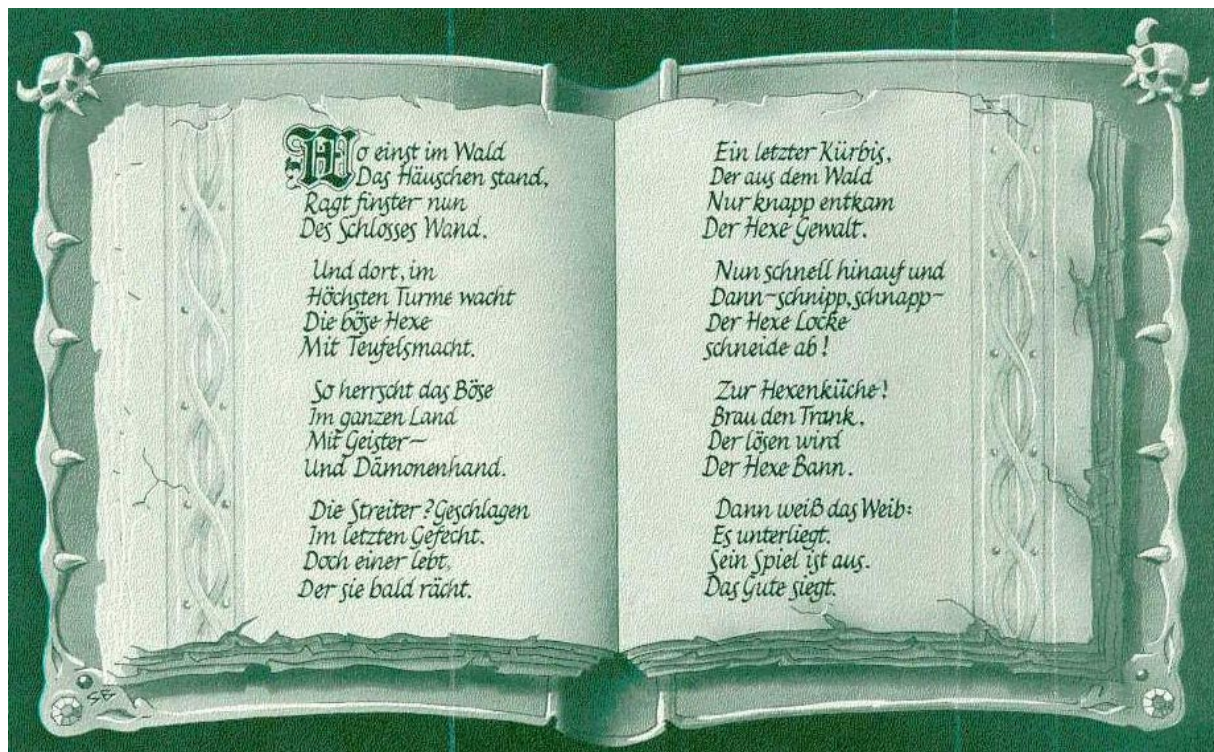 Wo einst im Wald
Das Häuschen stand,
Ragt finster nun
Des Schlosses Wand.
Und dort, im
Höchsten Turme wacht
Die böse Hexe
Mit Teufelsmacht.
So herrscht das Böse
Im ganzen Land
Mit Geister-
Und Dämonenhand.
Die Streiter? Geschlagen
Im letzten Gefecht.
Doch einer lebt,
Der sie bald rächt.
Ein letzter Kürbis,
Der aus dem Wald
Nur knapp entkam
Der Hexe Gewalt.
Nun schnell hinauf und
Dann-schnipp, schnapp-
Der Hexe Locke
schneide ab!
Zur Hexenküche!
Brau den Trank,
Der lösen wird
Der Hexe Bann.
Dann weiß das Weib:
Es unterliegt.
Sein Spiel ist aus.
Das Gute siegt.
SB